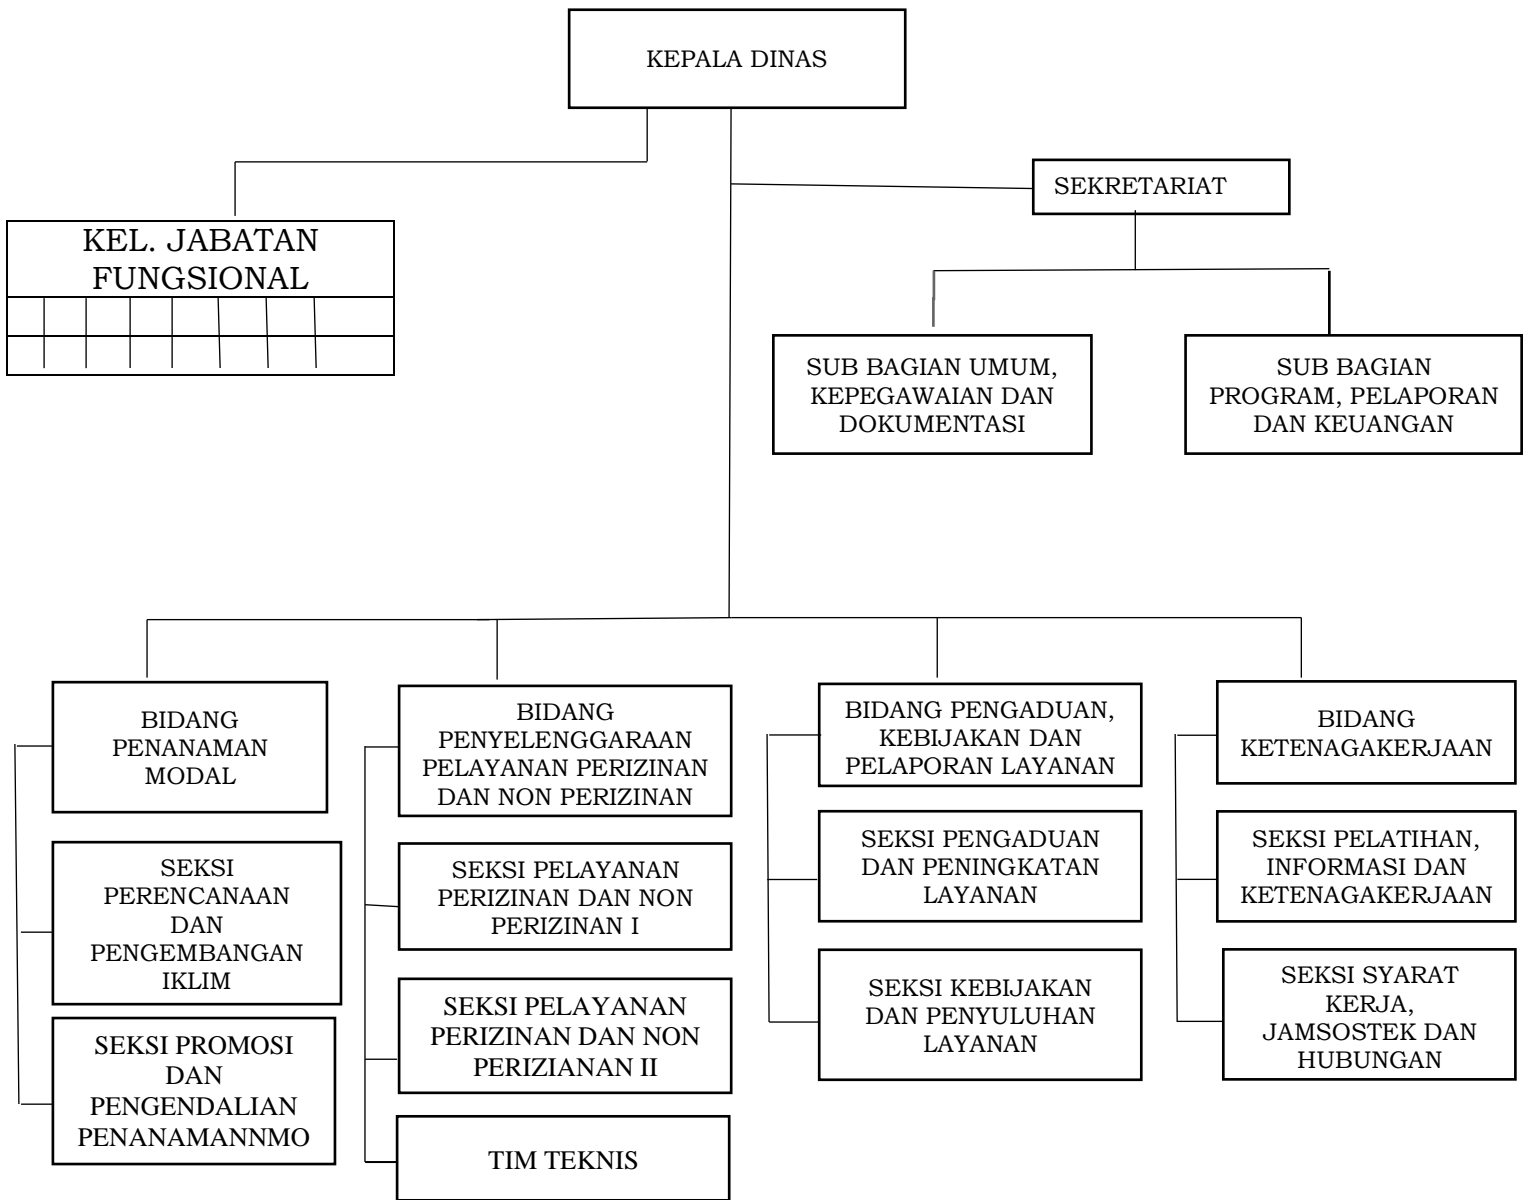 KEPALA DINAS
SEKRETARIAT
KEL. JABATAN
FUNGSIONAL
SUB BAGIAN UMUM,
KEPEGAWAIAN DAN
DOKUMENTASI
SUB BAGIAN
PROGRAM, PELAPORAN
DAN KEUANGAN
BIDANG
PENANAMAN
MODAL
SEKSI
PERENCANAAN
DAN
PENGEMBANGAN
IKLIM
SEKSI PROMOSI
DAN
PENGENDALIAN
PENANAMANNMO
BIDANG
PENYELENGGARAAN
PELAYANAN PERIZINAN
DAN NON PERIZINAN
SEKSI PELAYANAN
PERIZINAN DAN NON
PERIZINAN I
SEKSI PELAYANAN
PERIZINAN DAN NON
PERIZIANAN II
TIM TEKNIS
BIDANG PENGADUAN,
KEBIJAKAN DAN
PELAPORAN LAYANAN
SEKSI PENGADUAN
DAN PENINGKATAN
LAYANAN
SEKSI KEBIJAKAN
DAN PENYULUHAN
LAYANAN
BIDANG
KETENAGAKERJAAN
SEKSI PELATIHAN,
INFORMASI DAN
KETENAGAKERJAAN
SEKSI SYARAT
KERJA,
JAMSOSTEK DAN
HUBUNGAN